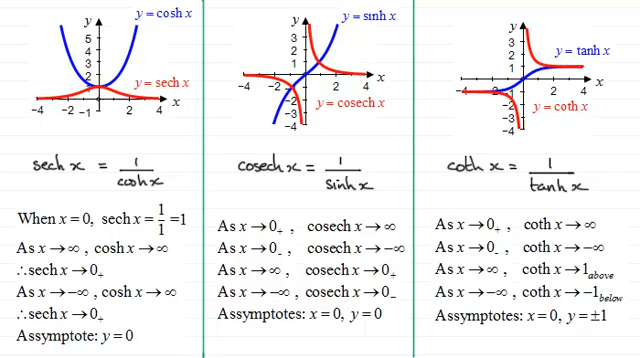 y
y = cosh x
5
4
3
2
y = sech x
x
−4 −2 −1 2 4
sech x = 1/cosh x
When x = 0, sech x = 1/1 = 1
As x → ∞ , cosh x → ∞
∴ sech x → 0₊
As x → −∞ , cosh x → ∞
∴ sech x → 0₊
Assymptote: y = 0
y
y = sinh x
3
2
1
x
−4 −2 2 4
−2
−3
−4
y = cosech x
cosech x = 1/sinh x
As x → 0₊ , cosech x → ∞
As x → 0₋ , cosech x → −∞
As x → ∞ , cosech x → 0₊
As x → −∞ , cosech x → 0₋
Assymptotes: x = 0, y = 0
y
3
2
1
y = tanh x
x
−4 −2 2 4
−2
−3
−4
y = coth x
coth x = 1/tanh x
As x → 0₊ , coth x → ∞
As x → 0₋ , coth x → −∞
As x → ∞ , coth x → 1 above
As x → −∞ , coth x → −1 below
Assymptotes: x = 0, y = ±1